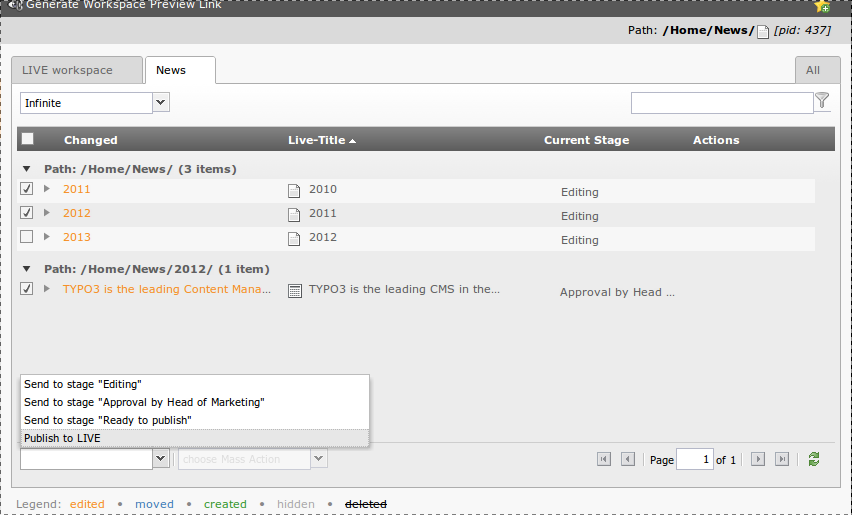 Generate Workspace Preview Link
Path: /Home/News/ [pid: 437]
LIVE workspace News All
Infinite
Changed Live-Title Current Stage Actions
Path: /Home/News/ (3 items)
2011 2010 Editing
2012 2011 Editing
2013 2012 Editing
Path: /Home/News/2012/ (1 item)
TYPO3 is the leading Content Mana... TYPO3 is the leading CMS in the... Approval by Head ...
Send to stage "Editing"
Send to stage "Approval by Head of Marketing"
Send to stage "Ready to publish"
Publish to LIVE
choose Mass Action Page 1 of 1
Legend: edited • moved • created • hidden • deleted